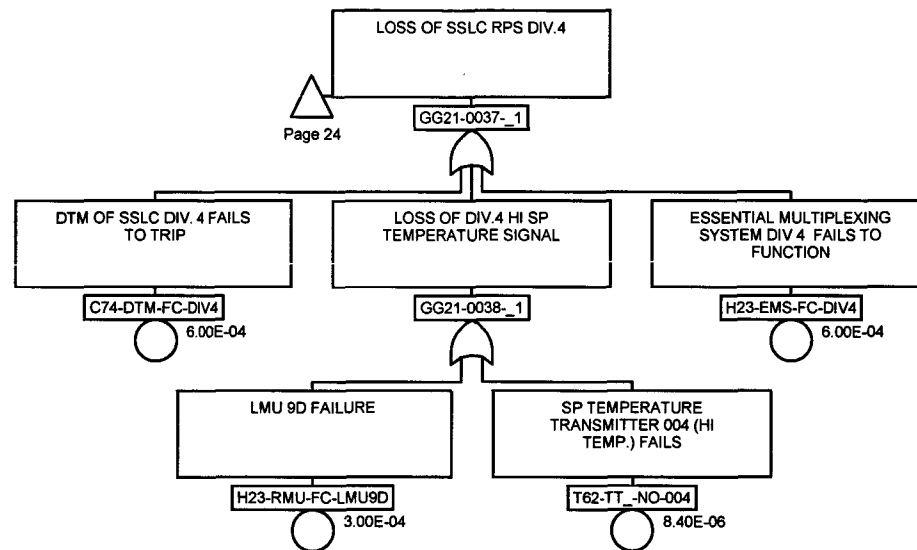 LOSS OF SSLC RPS DIV.4
Page 24
GG21-0037-_1
DTM OF SSLC DIV. 4 FAILS
TO TRIP
LOSS OF DIV.4 HI SP
TEMPERATURE SIGNAL
ESSENTIAL MULTIPLEXING
SYSTEM DIV 4 FAILS TO
FUNCTION
C74-DTM-FC-DIV4
GG21-0038-_1
H23-EMS-FC-DIV4
6.00E-04
6.00E-04
LMU 9D FAILURE
SP TEMPERATURE
TRANSMITTER 004 (HI
TEMP.) FAILS
H23-RMU-FC-LMU9D
T62-TT_-NO-004
3.00E-04
8.40E-06